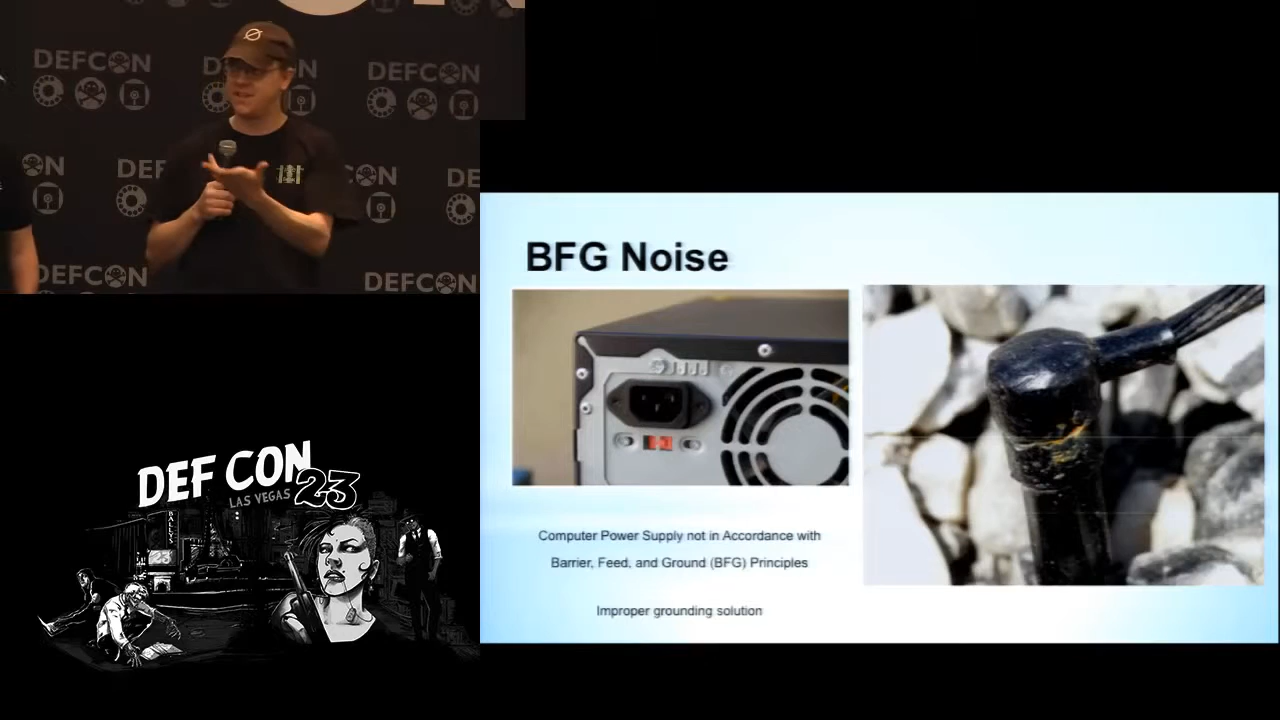 DEFCON
DEFCON
DEFCON
DEFCON
DEFCON
DEF CON 23
LAS VEGAS
BALLY'S
BFG Noise
Computer Power Supply not in Accordance with
Barrier, Feed, and Ground (BFG) Principles
Improper grounding solution